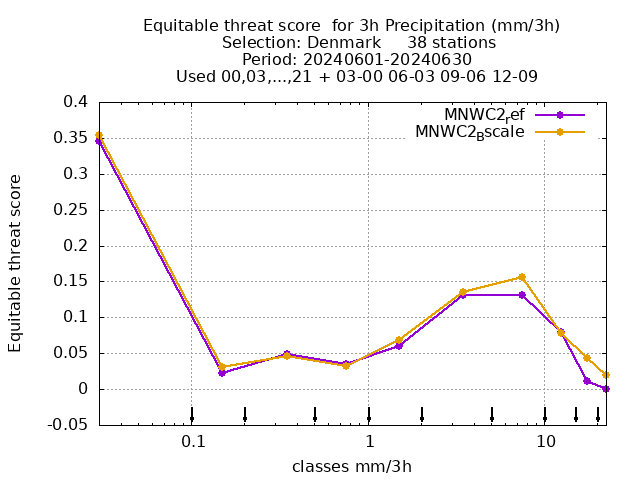 Equitable threat score  for 3h Precipitation (mm/3h)
Selection: Denmark     38 stations
Period: 20240601-20240630
Used 00,03,...,21 + 03-00 06-03 09-06 12-09
MNWC2ref
MNWC2Bscale
0.4
0.35
0.3
0.25
0.2
0.15
0.1
0.05
0
-0.05
Equitable threat score
0.1
1
10
classes mm/3h